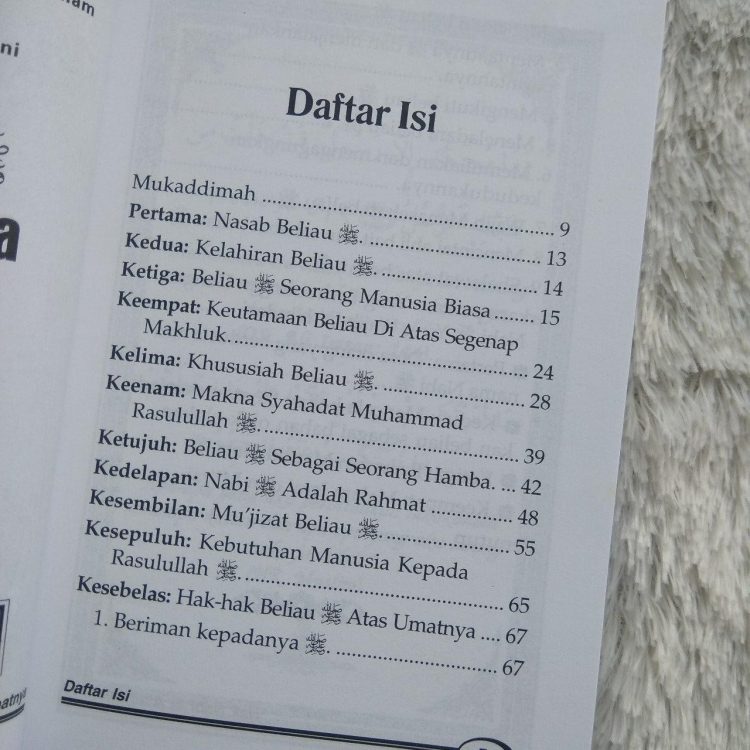 Daftar Isi
Mukaddimah ........................................................ 9
Pertama: Nasab Beliau ﷺ. .................................. 13
Kedua: Kelahiran Beliau ﷺ. ............................... 14
Ketiga: Beliau ﷺ Seorang Manusia Biasa ........ 15
Keempat: Keutamaan Beliau Di Atas Segenap
Makhluk........................................................ 24
Kelima: Khususiah Beliau ﷺ. ............................ 28
Keenam: Makna Syahadat Muhammad
Rasulullah ﷺ. ................................................ 39
Ketujuh: Beliau ﷺ Sebagai Seorang Hamba. ... 42
Kedelapan: Nabi ﷺ Adalah Rahmat ................ 48
Kesembilan: Mu’jizat Beliau ﷺ. ........................ 55
Kesepuluh: Kebutuhan Manusia Kepada
Rasulullah ﷺ. ................................................ 65
Kesebelas: Hak-hak Beliau ﷺ Atas Umatnya .... 67
1. Beriman kepadanya ﷺ. .............................. 67
Daftar Isi